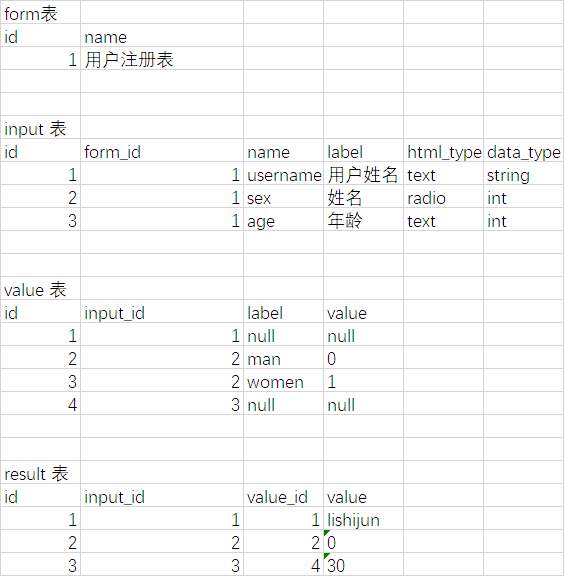 form表
id name
1 用户注册表
input 表
id form_id name label html_type data_type
1 1 username 用户姓名 text string
2 1 sex 姓名 radio int
3 1 age 年龄 text int
value 表
id input_id label value
1 1 null null
2 2 man 0
3 2 women 1
4 3 null null
result 表
id input_id value_id value
1 1 1 lishijun
2 2 2 0
3 3 4 30